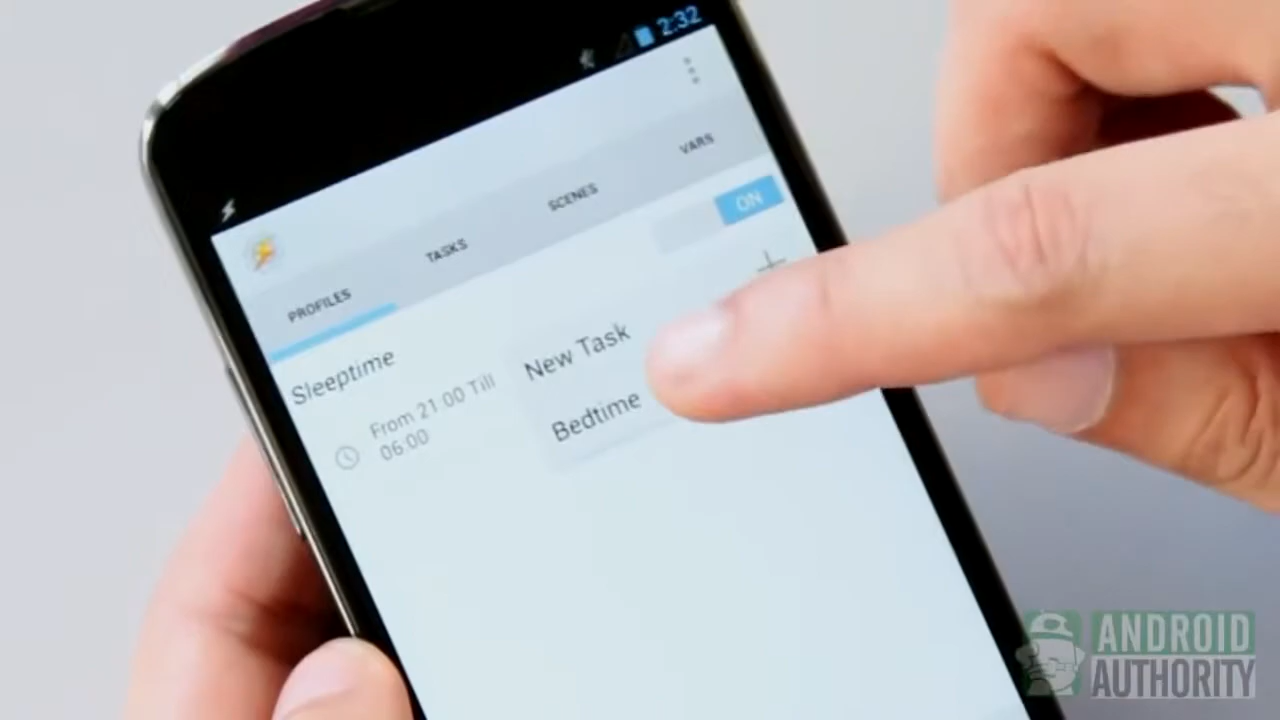 2:32
VARS
SCENES
TASKS
PROFILES
ON
Sleeptime
From 21:00 Till
06:00
New Task
Bedtime
ANDROID
AUTHORITY